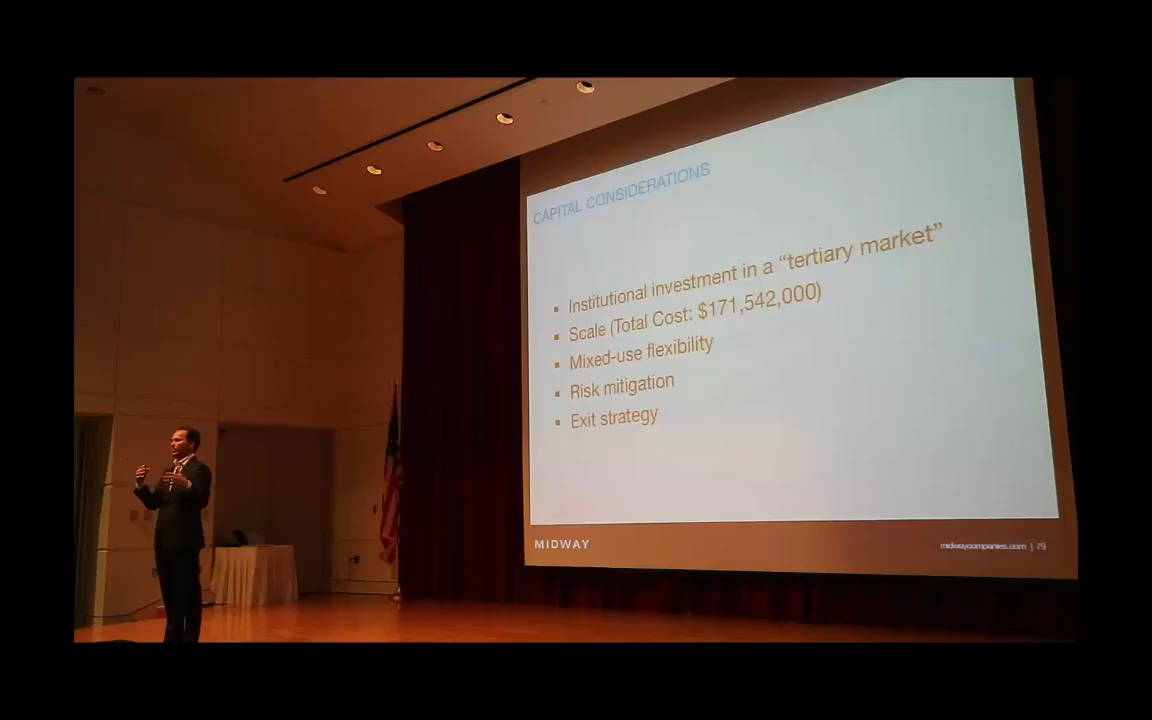 CAPITAL CONSIDERATIONS
▪ Institutional investment in a “tertiary market”
▪ Scale (Total Cost: $171,542,000)
▪ Mixed-use flexibility
▪ Risk mitigation
▪ Exit strategy
MIDWAY
midwaycompanies.com | 79